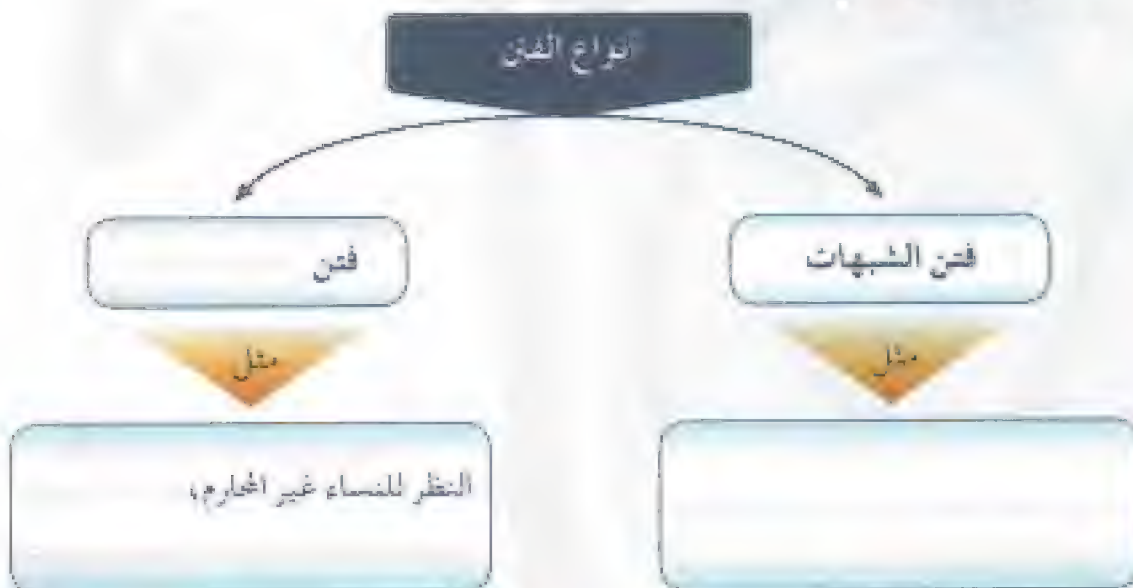 أنواع الفتن
فتن الشبهات
فتن
مثل
مثل
النظر للنساء غير المحارم،